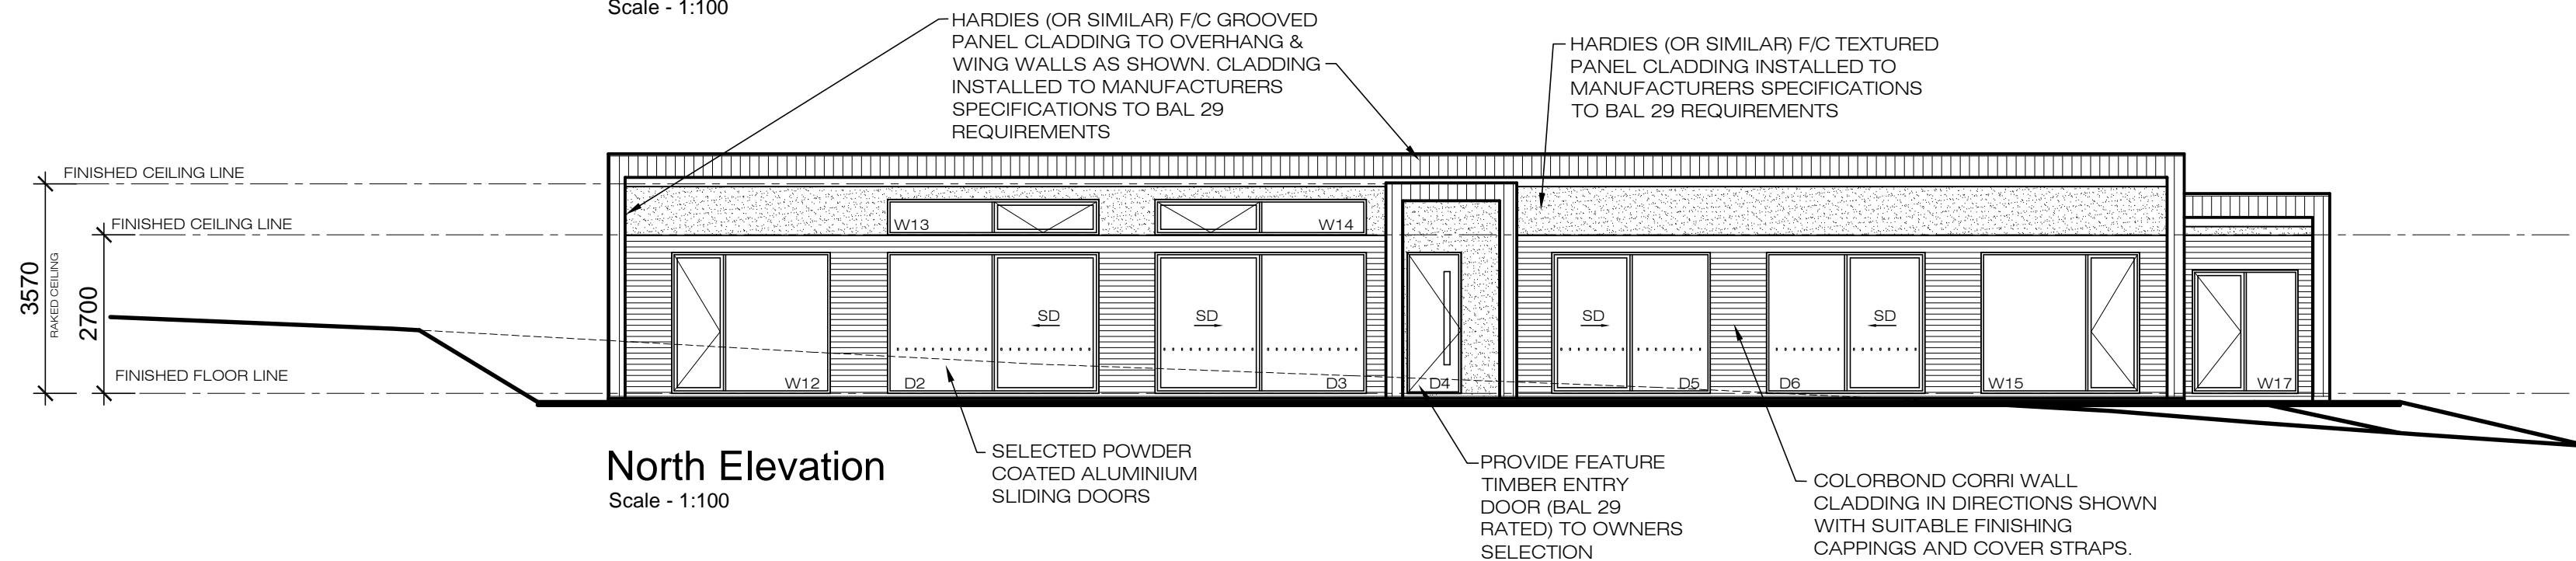 Scale - 1:100
HARDIES (OR SIMILAR) F/C GROOVED
PANEL CLADDING TO OVERHANG &
WING WALLS AS SHOWN. CLADDING
INSTALLED TO MANUFACTURERS
SPECIFICATIONS TO BAL 29
REQUIREMENTS
HARDIES (OR SIMILAR) F/C TEXTURED
PANEL CLADDING INSTALLED TO
MANUFACTURERS SPECIFICATIONS
TO BAL 29 REQUIREMENTS
FINISHED CEILING LINE
FINISHED CEILING LINE
3570
RAKED CEILING
2700
FINISHED FLOOR LINE
W13
W14
SD
SD
SD
SD
W12
D2
D3
D4
D5
D6
W15
W17
North Elevation
Scale - 1:100
SELECTED POWDER
COATED ALUMINIUM
SLIDING DOORS
PROVIDE FEATURE
TIMBER ENTRY
DOOR (BAL 29
RATED) TO OWNERS
SELECTION
COLORBOND CORRI WALL
CLADDING IN DIRECTIONS SHOWN
WITH SUITABLE FINISHING
CAPPINGS AND COVER STRAPS.